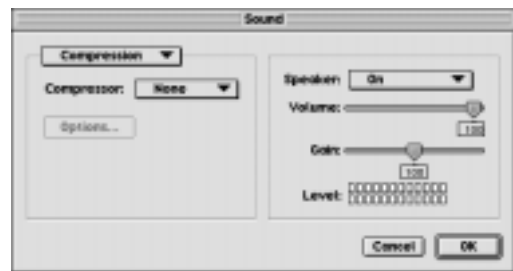 Sound
Compression
Compressor: None
Options...
Speaker: On
Volume:
100
Gain:
100
Level:
Cancel OK